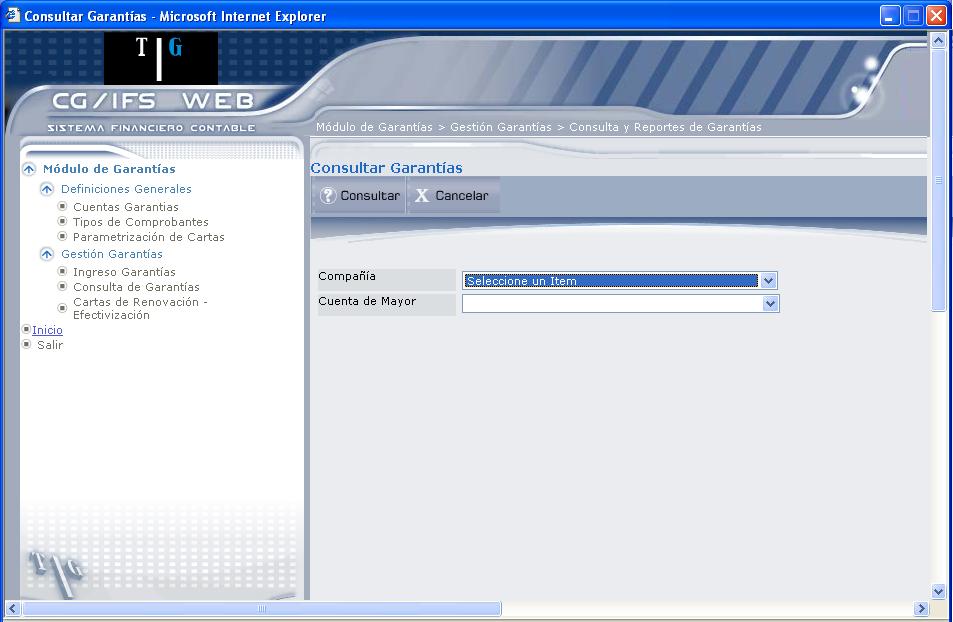 Consultar Garantías - Microsoft Internet Explorer
T G
CG/IFS WEB
SISTEMA FINANCIERO CONTABLE
Módulo de Garantías > Gestión Garantías > Consulta y Reportes de Garantías
Módulo de Garantías
Definiciones Generales
Cuentas Garantias
Tipos de Comprobantes
Parametrización de Cartas
Gestión Garantías
Ingreso Garantías
Consulta de Garantías
Cartas de Renovación -
Efectivización
Inicio
Salir
T G
Consultar Garantías
? Consultar X Cancelar
Compañía Seleccione un Item
Cuenta de Mayor